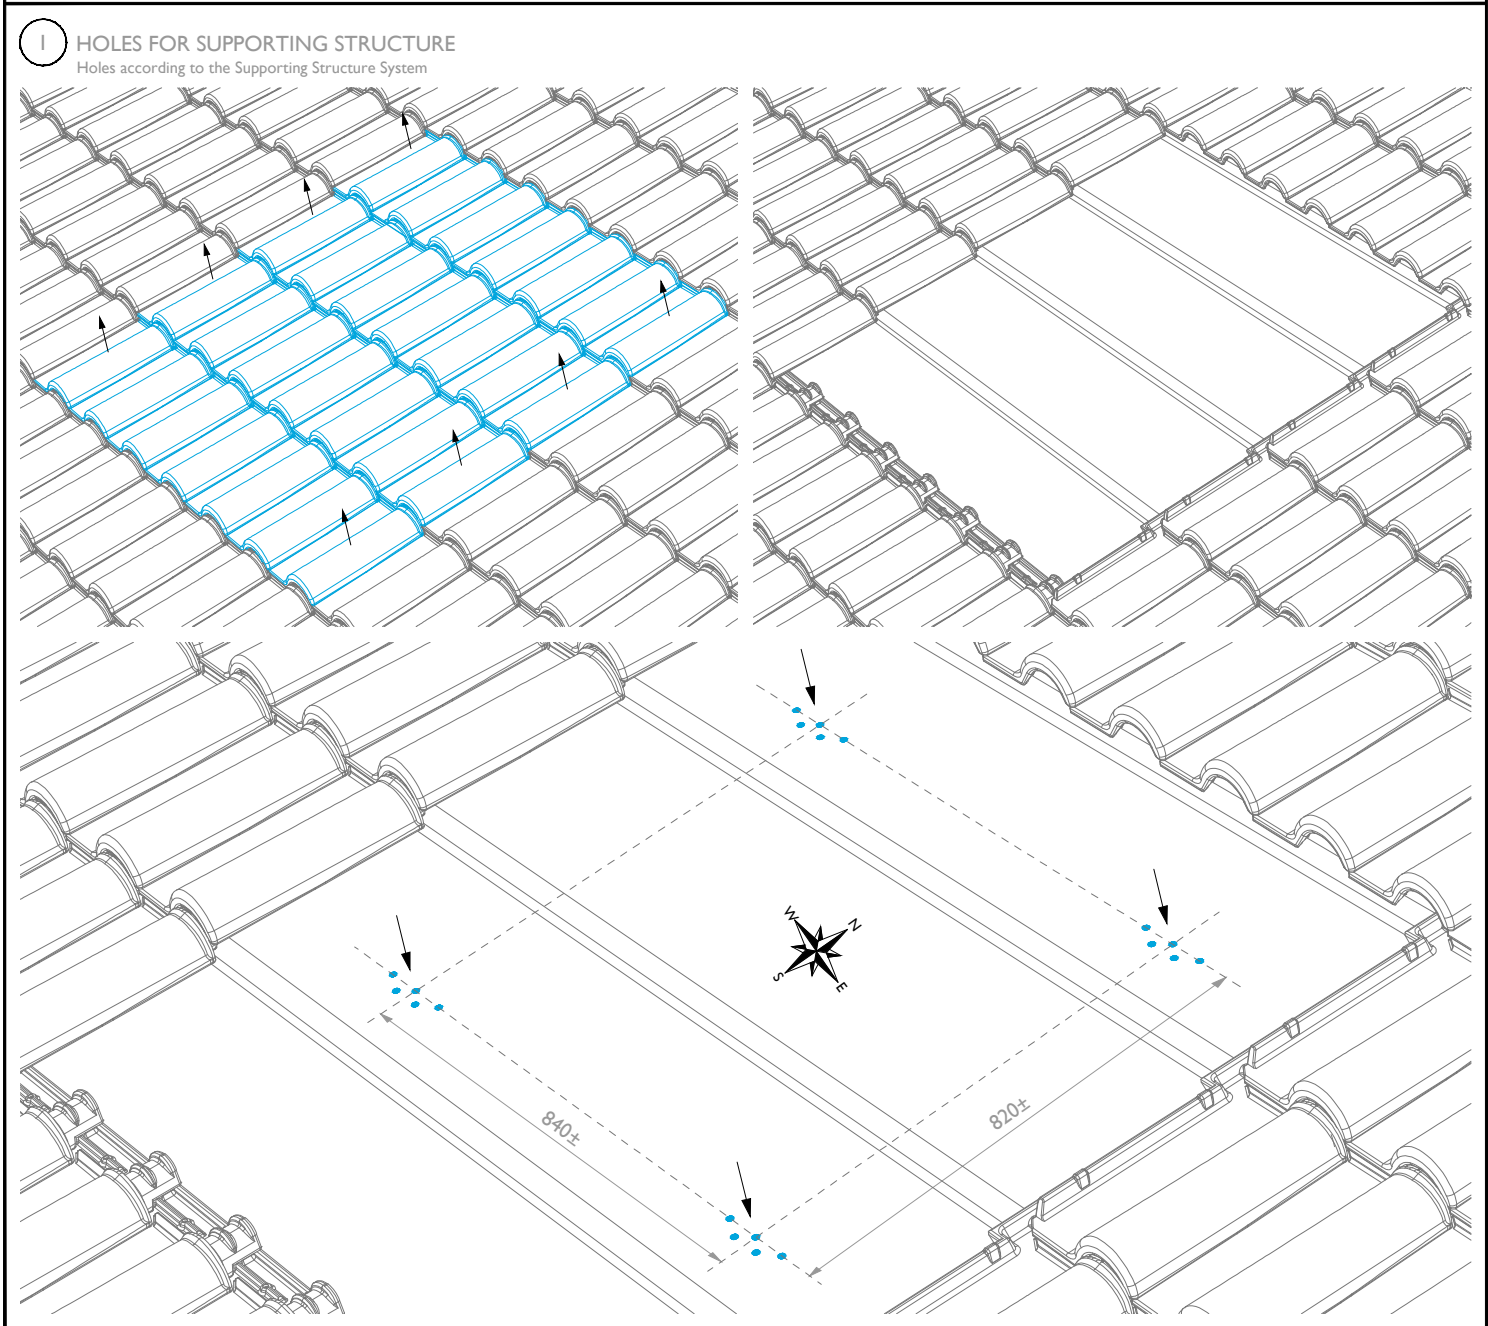 1 HOLES FOR SUPPORTING STRUCTURE
Holes according to the Supporting Structure System
W
N
S
E
840±
820±